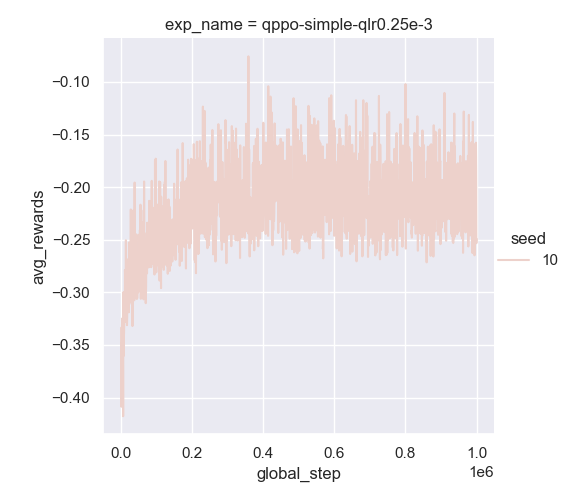 exp_name = qppo-simple-qlr0.25e-3
avg_rewards
−0.10
−0.15
−0.20
−0.25
−0.30
−0.35
−0.40
seed
10
0.0 0.2 0.4 0.6 0.8 1.0
1e6
global_step